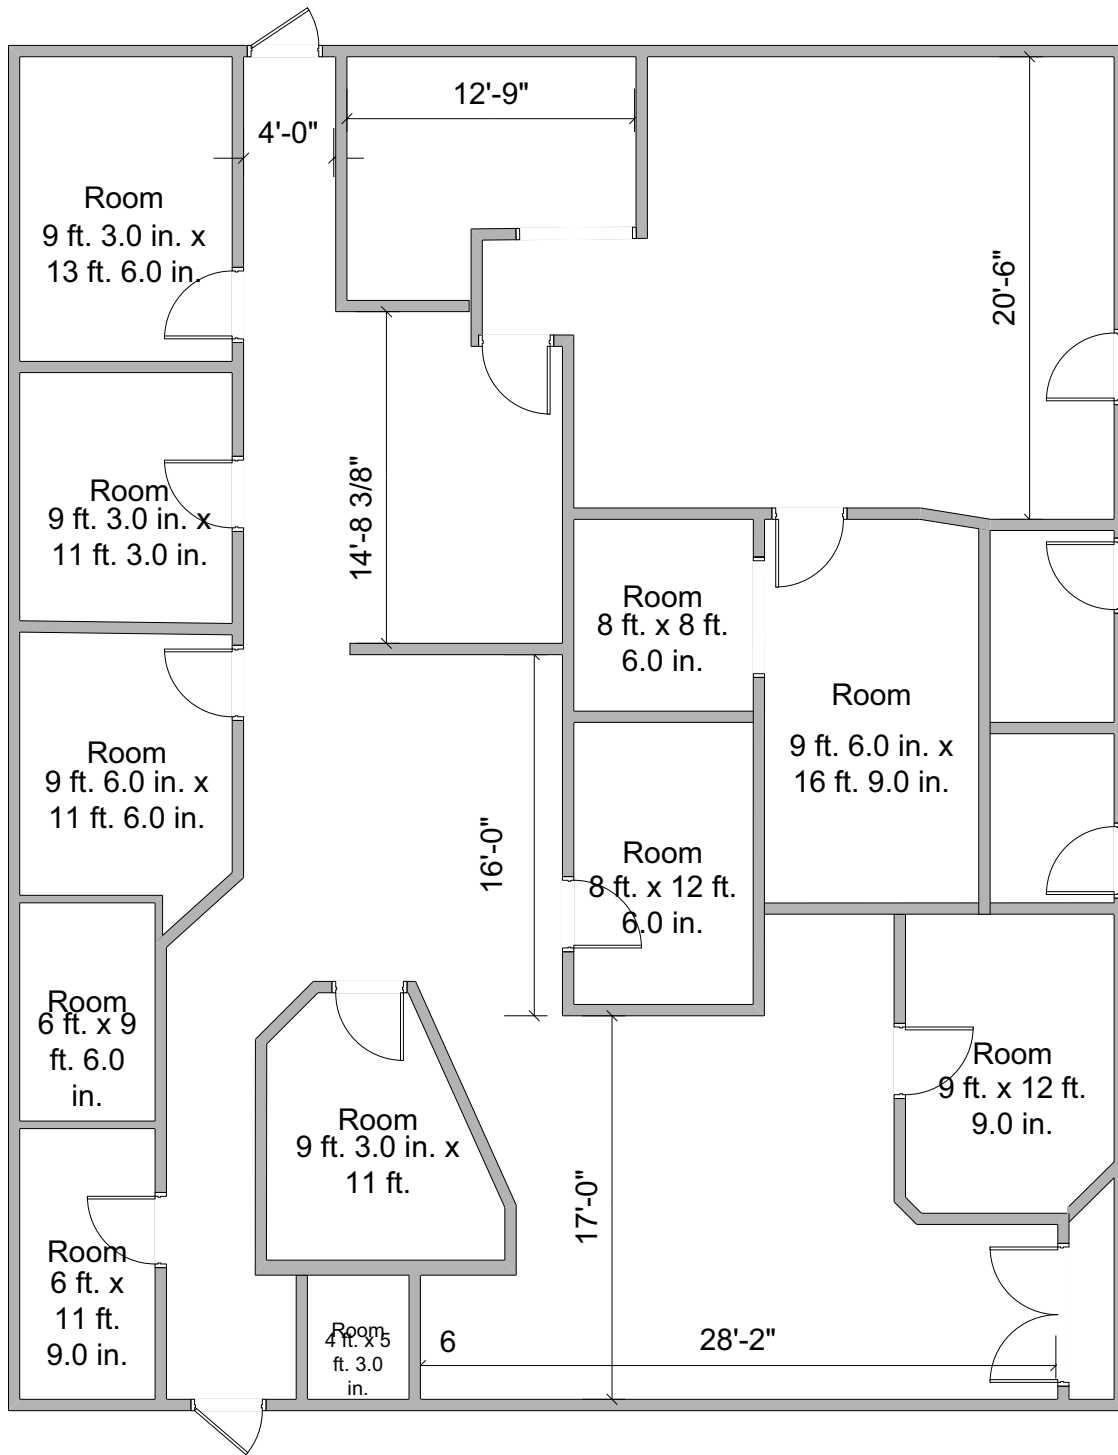 12'-9"
4'-0"
Room
9 ft. 3.0 in. x
13 ft. 6.0 in.
20'-6"
Room
9 ft. 3.0 in. x
11 ft. 3.0 in.
14'-8 3/8"
Room
8 ft. x 8 ft.
6.0 in.
Room
9 ft. 6.0 in. x
16 ft. 9.0 in.
Room
9 ft. 6.0 in. x
11 ft. 6.0 in.
16'-0"
Room
8 ft. x 12 ft.
6.0 in.
Room
6 ft. x 9
ft. 6.0
in.
Room
9 ft. x 12 ft.
9.0 in.
Room
9 ft. 3.0 in. x
11 ft.
17'-0"
Room
6 ft. x
11 ft.
9.0 in.
Room
4 ft. x 5
ft. 3.0
in.
6
28'-2"